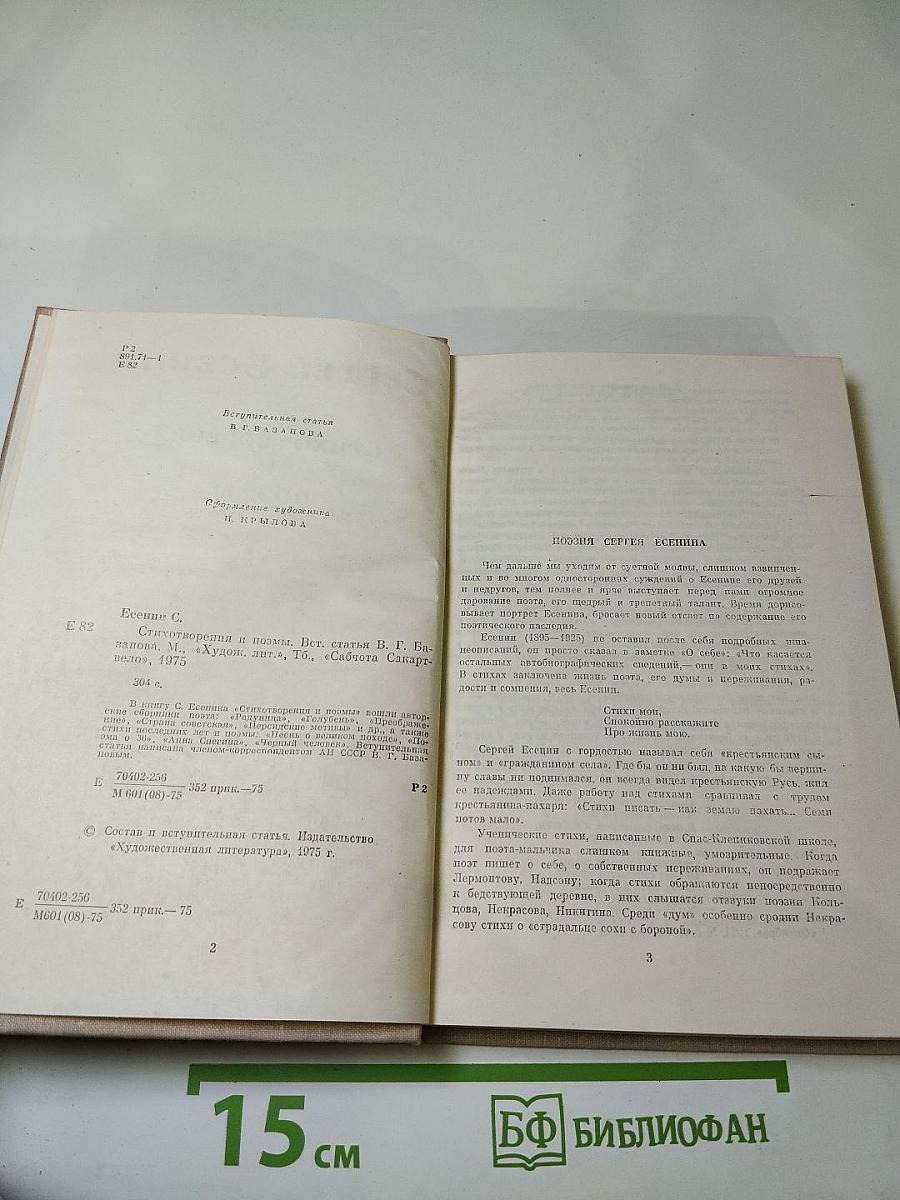 Р 2
891.71—1
Е 82
Вступительная статья
В. Г. БАЗАНОВА
Оформление художника
Н. КРЫЛОВА
Есенин С.
Е 82
Стихотворения и поэмы. Вст. статья В. Г. Ба-
занова. М., «Худож. лит.», Тб., «Сабчота Сакарт-
вело», 1975
304 с.
В книгу С. Есенина «Стихотворения и поэмы» вошли автор-
ские сборники поэта: «Радуница», «Голубень», «Преображе-
ние», «Страна советская», «Персидские мотивы» и др., а также
стихи последних лет и поэмы: «Песнь о великом походе», «По-
эма о 36», «Анна Снегина», «Черный человек». Вступительная
статья написана членом-корреспондентом АН СССР В. Г. База-
новым.
Е 70402-256
М 601(08)-75 352 прик.—75
Р 2
© Состав и вступительная статья. Издательство
«Художественная литература», 1975 г.
Е 70402-256
М601(08)-75 352 прик.— 75
2
ПОЭЗИЯ СЕРГЕЯ ЕСЕНИНА
Чем дальше мы уходим от суетной молвы, слишком взвинчен-
ных и во многом односторонних суждений о Есенине его друзей
и недругов, тем полнее и ярче выступает перед нами огромное
дарование поэта, его щедрый и трепетный талант. Время дорисо-
вывает портрет Есенина, бросает новый отсвет на содержание его
поэтического наследия.
Есенин (1895—1925) не оставил после себя подробных жиз-
неописаний, он просто сказал в заметке «О себе»: «Что касается
остальных автобиографических сведений,— они в моих стихах».
В стихах заключена жизнь поэта, его думы и переживания, ра-
дости и сомнения, весь Есенин.
Стихи мои,
Спокойно расскажите
Про жизнь мою.
Сергей Есенин с гордостью называл себя «крестьянским сы-
ном» и «гражданином села». Где бы он ни был, на какую бы верши-
ну славы ни поднимался, он всегда видел крестьянскую Русь, жил
ее надеждами. Даже работу над стихами сравнивал с трудом
крестьянина-пахаря: «Стихи писать — как землю пахать... Семи
потов мало».
Ученические стихи, написанные в Спас-Клепиковской школе,
для поэта-мальчика слишком книжные, умозрительные. Когда
поэт пишет о себе, о собственных переживаниях, он подражает
Лермонтову, Надсону; когда стихи обращаются непосредственно
к бедствующей деревне, в них слышатся отзвуки поэзии Коль-
цова, Некрасова, Никитина. Среди «дум» особенно сродни Некра-
сову стихи о «страдальце сохи с бороной».
3
15 см
БФ БИБЛИОФАН